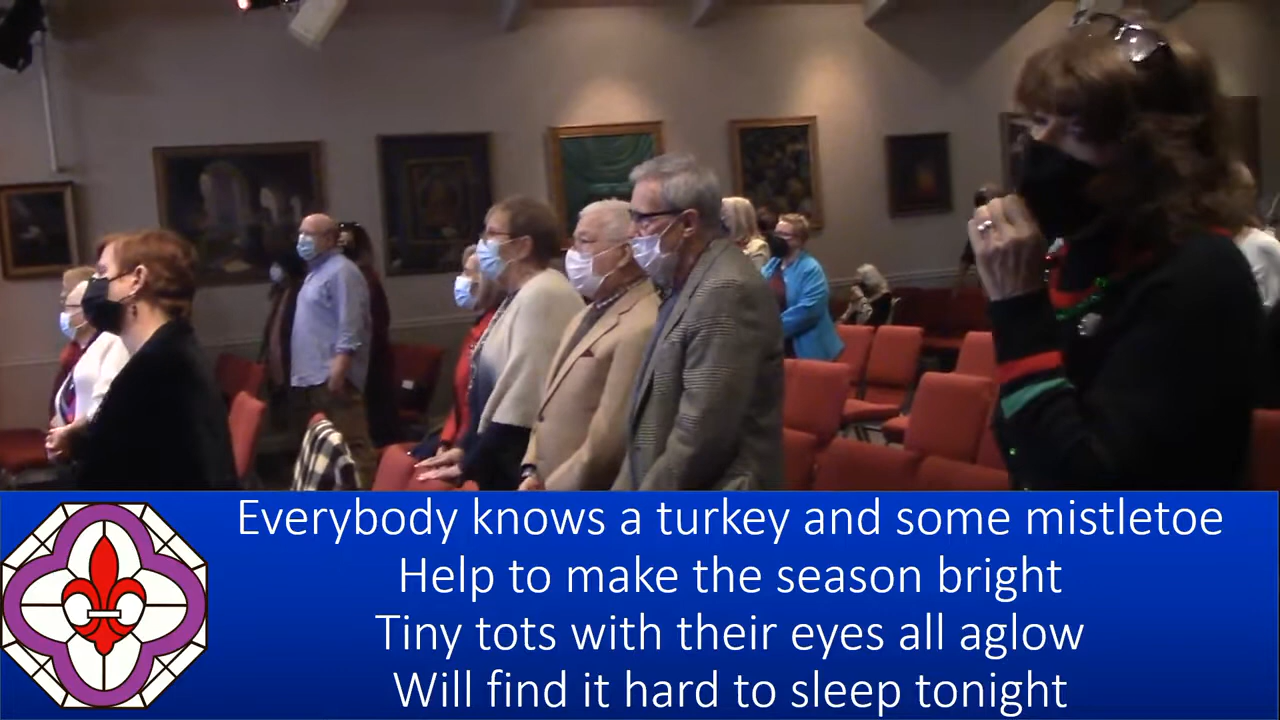 Everybody knows a turkey and some mistletoe
Help to make the season bright
Tiny tots with their eyes all aglow
Will find it hard to sleep tonight